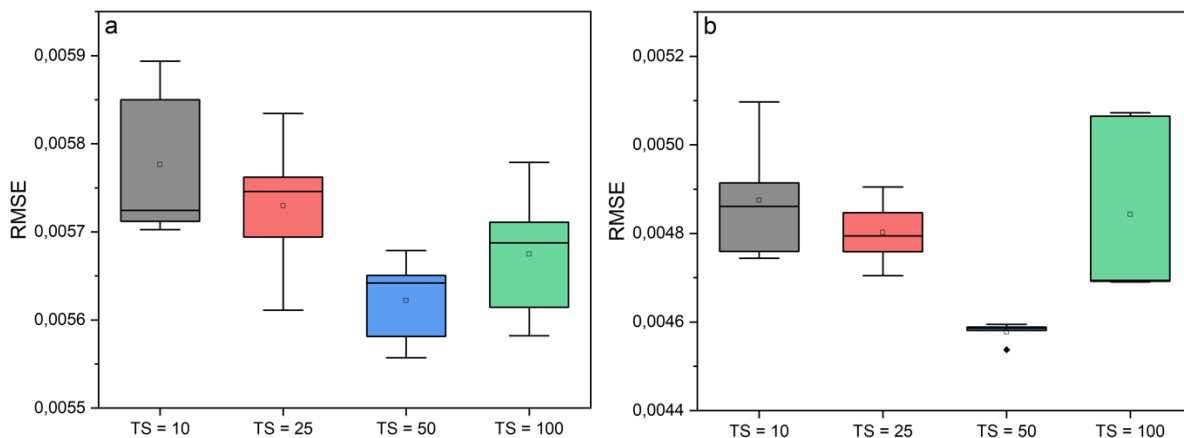 a
0,0059
0,0058
0,0057
0,0056
0,0055
RMSE
TS = 10 TS = 25 TS = 50 TS = 100
b
0,0052
0,0050
0,0048
0,0046
0,0044
RMSE
TS = 10 TS = 25 TS = 50 TS = 100